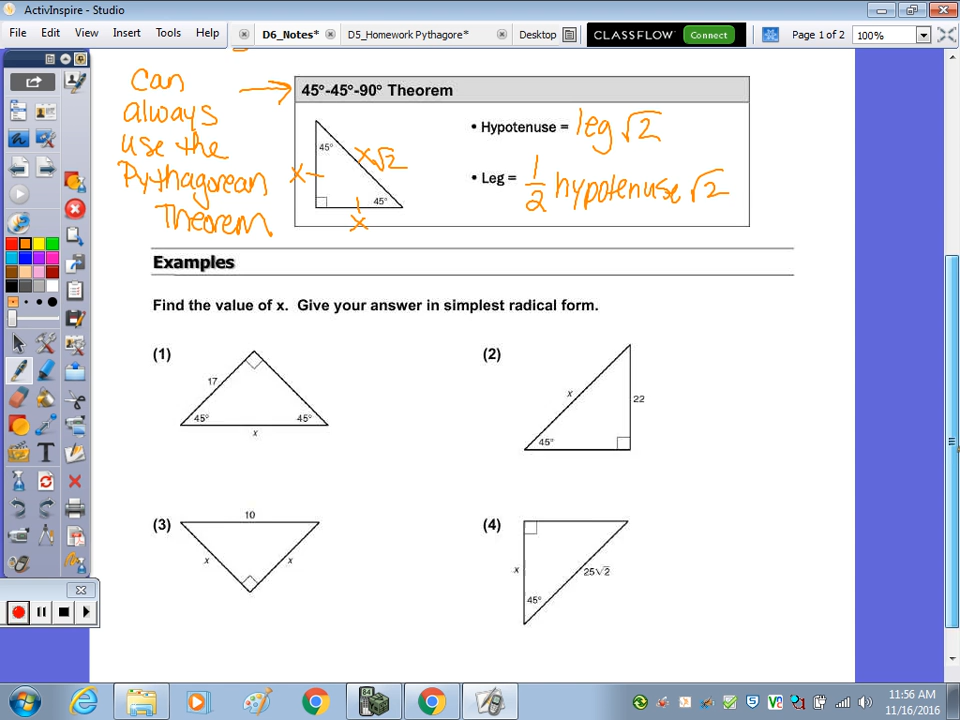 ActivInspire - Studio
File Edit View Insert Tools Help
D6_Notes*
D5_Homework Pythagore*
Desktop
CLASSFLOW Connect
Page 1 of 2
100%
Can
always
use the
Pythagorean
Theorem
45°-45°-90° Theorem
45°
x
x√2
45°
x
• Hypotenuse = leg √2
• Leg = 1/2 hypotenuse √2
Examples
Find the value of x. Give your answer in simplest radical form.
(1)
17
45° 45°
x
(2)
x
22
45°
(3)
10
x x
(4)
x
25√2
45°
11:56 AM
11/16/2016